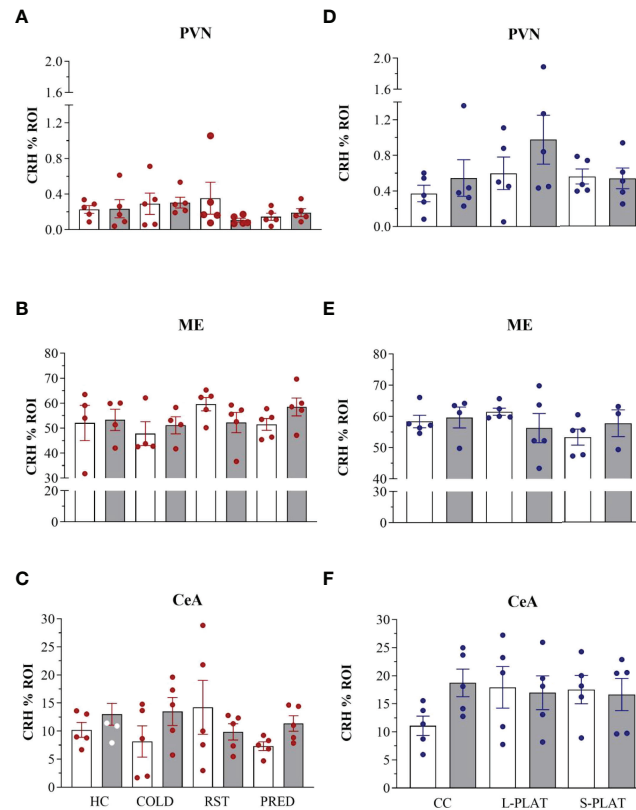 A
PVN
CRH % ROI
2.0
1.6
1.2
0.8
0.4
0.0
D
PVN
CRH % ROI
2.0
1.6
1.2
0.8
0.4
0.0
B
ME
CRH % ROI
80
70
60
50
40
30
20
0
E
ME
CRH % ROI
80
70
60
50
40
30
0
C
CeA
CRH % ROI
30
25
20
15
10
5
0
HC COLD RST PRED
F
CeA
CRH % ROI
30
25
20
15
10
5
0
CC L-PLAT S-PLAT